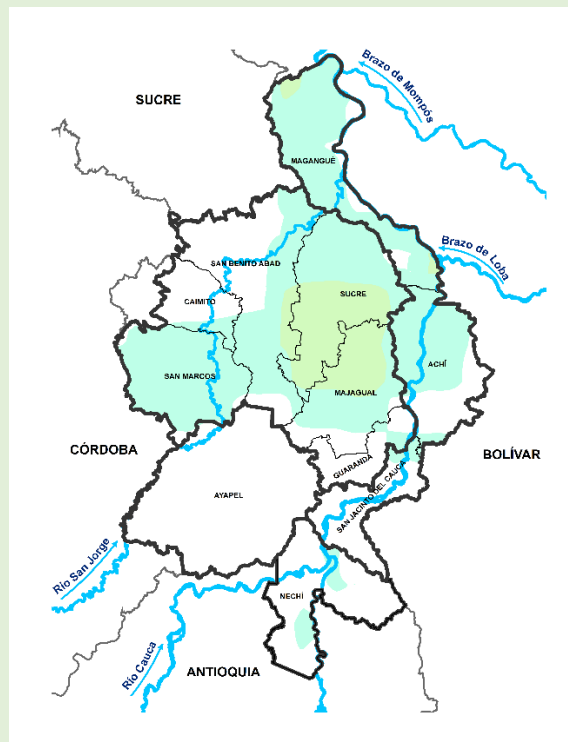 Brazo de Mompós
SUCRE
MAGANGUÉ
Brazo de Loba
SAN BENITO ABAD
SUCRE
CAIMITO
ACHÍ
SAN MARCOS
MAJAGUAL
CÓRDOBA
BOLÍVAR
GUARANDA
SAN JACINTO DEL CAUCA
AYAPEL
Río San Jorge
NECHÍ
Río Cauca
ANTIOQUIA